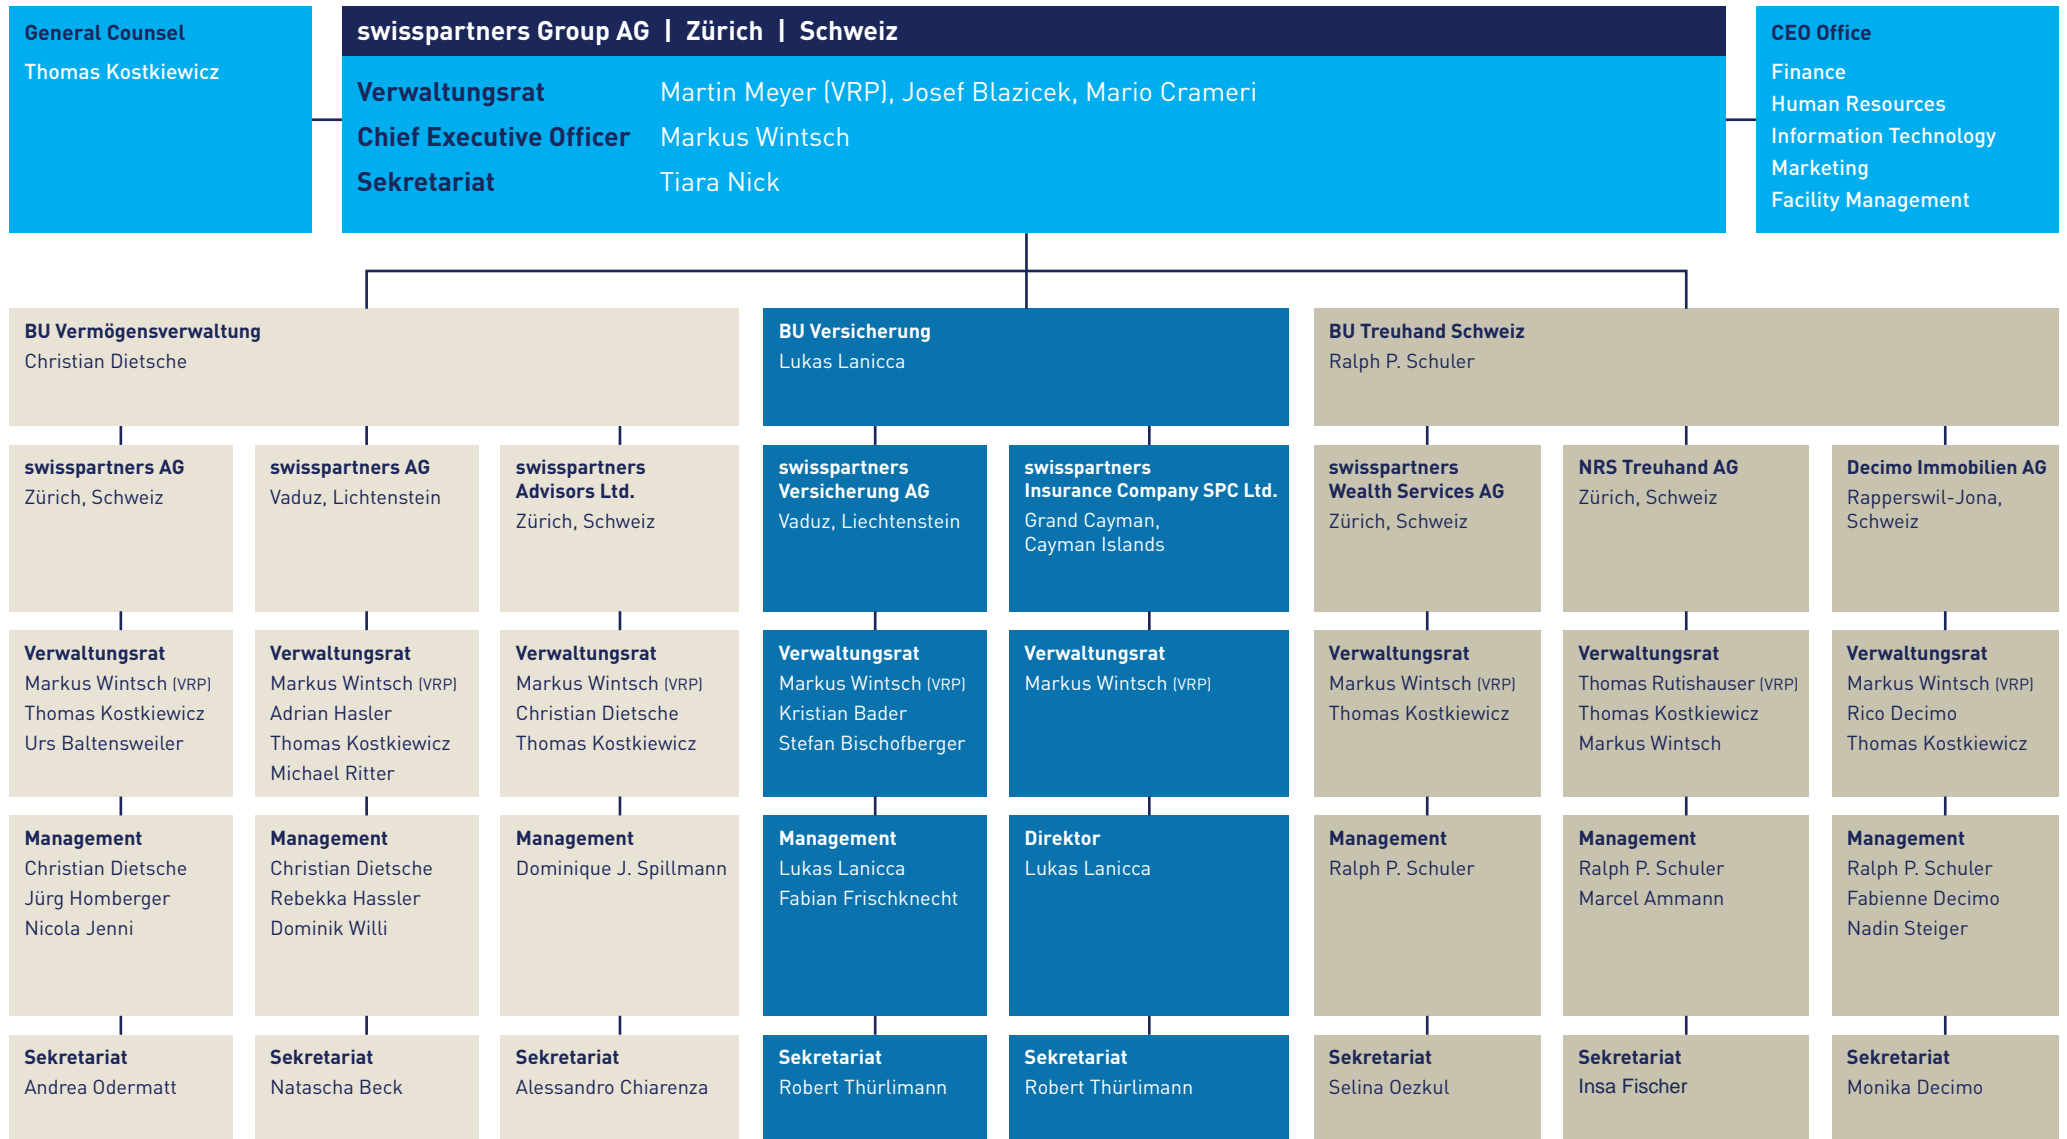 General Counsel
Thomas Kostkiewicz
swisspartners Group AG | Zürich | Schweiz
Verwaltungsrat Martin Meyer (VRP), Josef Blazicek, Mario Crameri
Chief Executive Officer Markus Wintsch
Sekretariat Tiara Nick
CEO Office
Finance
Human Resources
Information Technology
Marketing
Facility Management
BU Vermögensverwaltung
Christian Dietsche
swisspartners AG
Zürich, Schweiz
Verwaltungsrat
Markus Wintsch (VRP)
Thomas Kostkiewicz
Urs Baltensweiler
Management
Christian Dietsche
Jürg Homberger
Nicola Jenni
Sekretariat
Andrea Odermatt
swisspartners AG
Vaduz, Lichtenstein
Verwaltungsrat
Markus Wintsch (VRP)
Adrian Hasler
Thomas Kostkiewicz
Michael Ritter
Management
Christian Dietsche
Rebekka Hassler
Dominik Willi
Sekretariat
Natascha Beck
swisspartners
Advisors Ltd.
Zürich, Schweiz
Verwaltungsrat
Markus Wintsch (VRP)
Christian Dietsche
Thomas Kostkiewicz
Management
Dominique J. Spillmann
Sekretariat
Alessandro Chiarenza
BU Versicherung
Lukas Lanicca
swisspartners
Versicherung AG
Vaduz, Liechtenstein
Verwaltungsrat
Markus Wintsch (VRP)
Kristian Bader
Stefan Bischofberger
Management
Lukas Lanicca
Fabian Frischknecht
Sekretariat
Robert Thürlimann
swisspartners
Insurance Company SPC Ltd.
Grand Cayman,
Cayman Islands
Verwaltungsrat
Markus Wintsch (VRP)
Direktor
Lukas Lanicca
Sekretariat
Robert Thürlimann
BU Treuhand Schweiz
Ralph P. Schuler
swisspartners
Wealth Services AG
Zürich, Schweiz
Verwaltungsrat
Markus Wintsch (VRP)
Thomas Kostkiewicz
Management
Ralph P. Schuler
Sekretariat
Selina Oezkul
NRS Treuhand AG
Zürich, Schweiz
Verwaltungsrat
Thomas Rutishauser (VRP)
Thomas Kostkiewicz
Markus Wintsch
Management
Ralph P. Schuler
Marcel Ammann
Sekretariat
Insa Fischer
Decimo Immobilien AG
Rapperswil-Jona,
Schweiz
Verwaltungsrat
Markus Wintsch (VRP)
Rico Decimo
Thomas Kostkiewicz
Management
Ralph P. Schuler
Fabienne Decimo
Nadin Steiger
Sekretariat
Monika Decimo